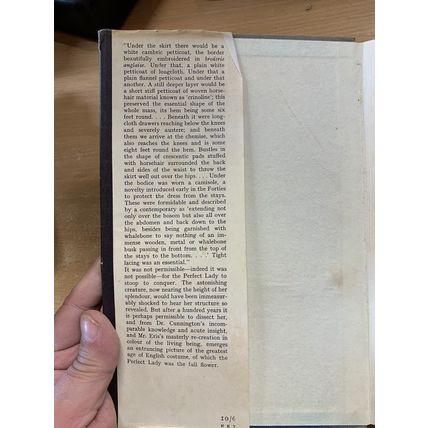 "Under the skirt there would be a
white cambric petticoat, the border
beautifully embroidered in broderie
anglaise. Under that, a plain white
petticoat of longcloth. Under that a
plain flannel petticoat and under that
another. A still deeper layer would be
a short stiff petticoat of woven horse-
hair material known as 'crinoline'; this
preserved the essential shape of the
whole mass, its hem being some six
feet round. . . . Beneath it were long-
cloth drawers reaching below the knees
and severely austere; and beneath
them we arrive at the chemise, which
also reaches the knees and is some
eight feet round the hem. Bustles in
the shape of crescentic pads stuffed
with horsehair surrounded the back
and sides of the waist to throw the
skirt well out over the hips. . . . Under
the bodice was worn a camisole, a
novelty introduced early in the Forties
to protect the dress from the stays.
These were formidable and described
by a contemporary as 'extending not
only over the bosom but also all over
the abdomen and back down to the
hips, besides being garnished with
whalebone to say nothing of an im-
mense wooden, metal or whalebone
busk passing in front from the top of
the stays to the bottom. . . .' Tight
lacing was an essential."
It was not permissible—indeed it was
not possible—for the Perfect Lady to
stoop to conquer. The astonishing
creature, now nearing the height of her
splendour, would have been immeasur-
ably shocked to hear her structure so
revealed. But after a hundred years it
is perhaps permissible to dissect her,
and from Dr. Cunnington's incom-
parable knowledge and acute insight,
and Mr. Eris's masterly re-creation in
colour of the living being, emerges
an entrancing picture of the greatest
age of English costume, of which the
Perfect Lady was the full flower.
10/6